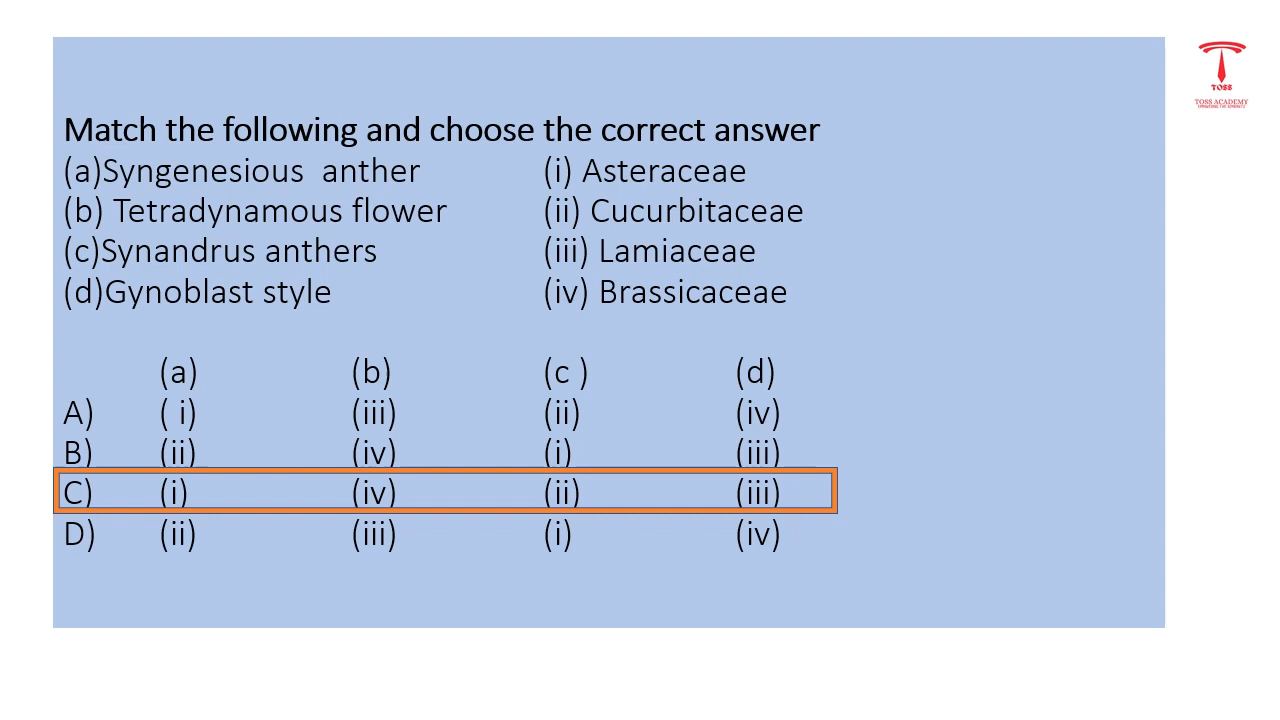 Match the following and choose the correct answer
(a)Syngenesious anther (i) Asteraceae
(b) Tetradynamous flower (ii) Cucurbitaceae
(c)Synandrus anthers (iii) Lamiaceae
(d)Gynoblast style (iv) Brassicaceae
(a) (b) (c ) (d)
A) ( i) (iii) (ii) (iv)
B) (ii) (iv) (i) (iii)
C) (i) (iv) (ii) (iii)
D) (ii) (iii) (i) (iv)
TOSS
TOSS ACADEMY